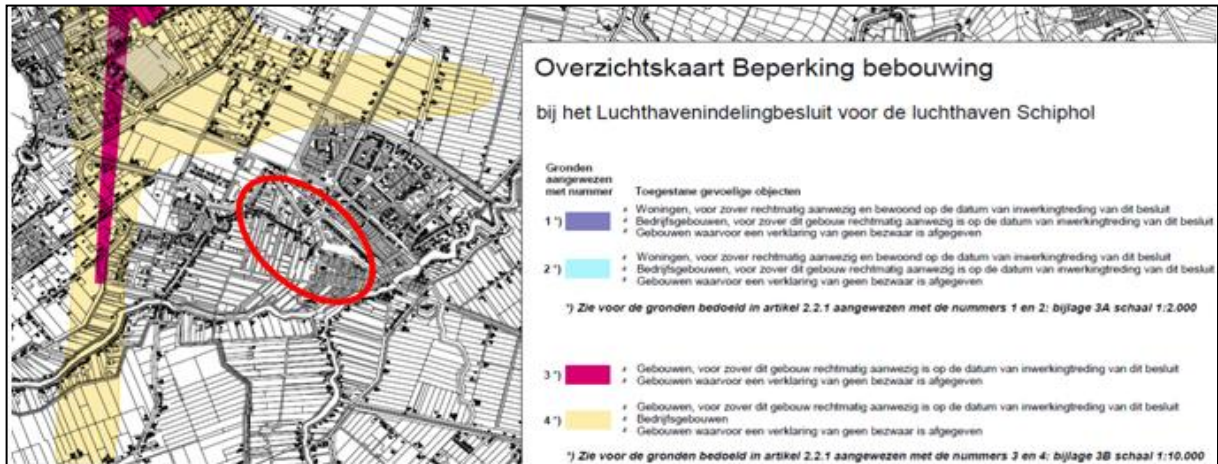 Overzichtskaart Beperking bebouwing
bij het Luchthavenindelingbesluit voor de luchthaven Schiphol
Gronden
aangewezen
met nummer
Toegestane gevoelige objecten
1 *)
Woningen, voor zover rechtmatig aanwezig en bewoond op de datum van inwerkingtreding van dit besluit
Bedrijfsgebouwen, voor zover dit gebouw rechtmatig aanwezig is op de datum van inwerkingtreding van dit besluit
Gebouwen waarvoor een verklaring van geen bezwaar is afgegeven
2 *)
Woningen, voor zover rechtmatig aanwezig en bewoond op de datum van inwerkingtreding van dit besluit
Bedrijfsgebouwen, voor zover dit gebouw rechtmatig aanwezig is op de datum van inwerkingtreding van dit besluit
Gebouwen waarvoor een verklaring van geen bezwaar is afgegeven
*) Zie voor de gronden bedoeld in artikel 2.2.1 aangewezen met de nummers 1 en 2: bijlage 3A schaal 1:2.000
3 *)
Gebouwen, voor zover dit gebouw rechtmatig aanwezig is op de datum van inwerkingtreding van dit besluit
Gebouwen waarvoor een verklaring van geen bezwaar is afgegeven
4 *)
Gebouwen, voor zover dit gebouw rechtmatig aanwezig is op de datum van inwerkingtreding van dit besluit
Bedrijfsgebouwen
Gebouwen waarvoor een verklaring van geen bezwaar is afgegeven
*) Zie voor de gronden bedoeld in artikel 2.2.1 aangewezen met de nummers 3 en 4: bijlage 3B schaal 1:10.000